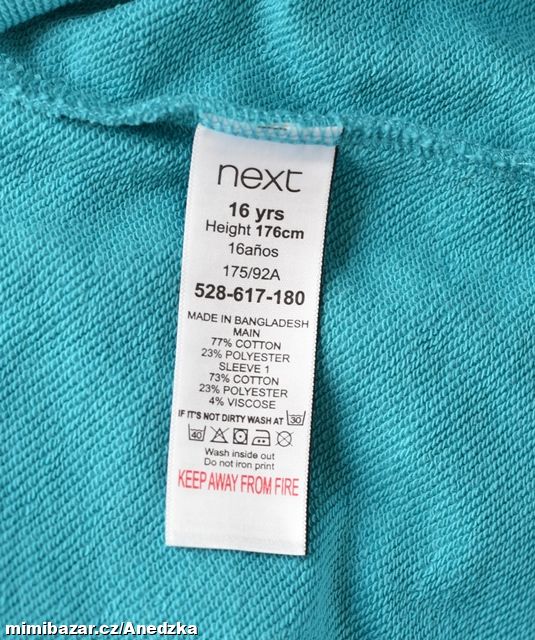 next
16 yrs
Height 176cm
16años
175/92A
528-617-180
MADE IN BANGLADESH
MAIN
77% COTTON
23% POLYESTER
SLEEVE 1
73% COTTON
23% POLYESTER
4% VISCOSE
IF IT'S NOT DIRTY WASH AT 30
40
Wash inside out
Do not iron print
KEEP AWAY FROM FIRE
mimibazar.cz/Anedzka